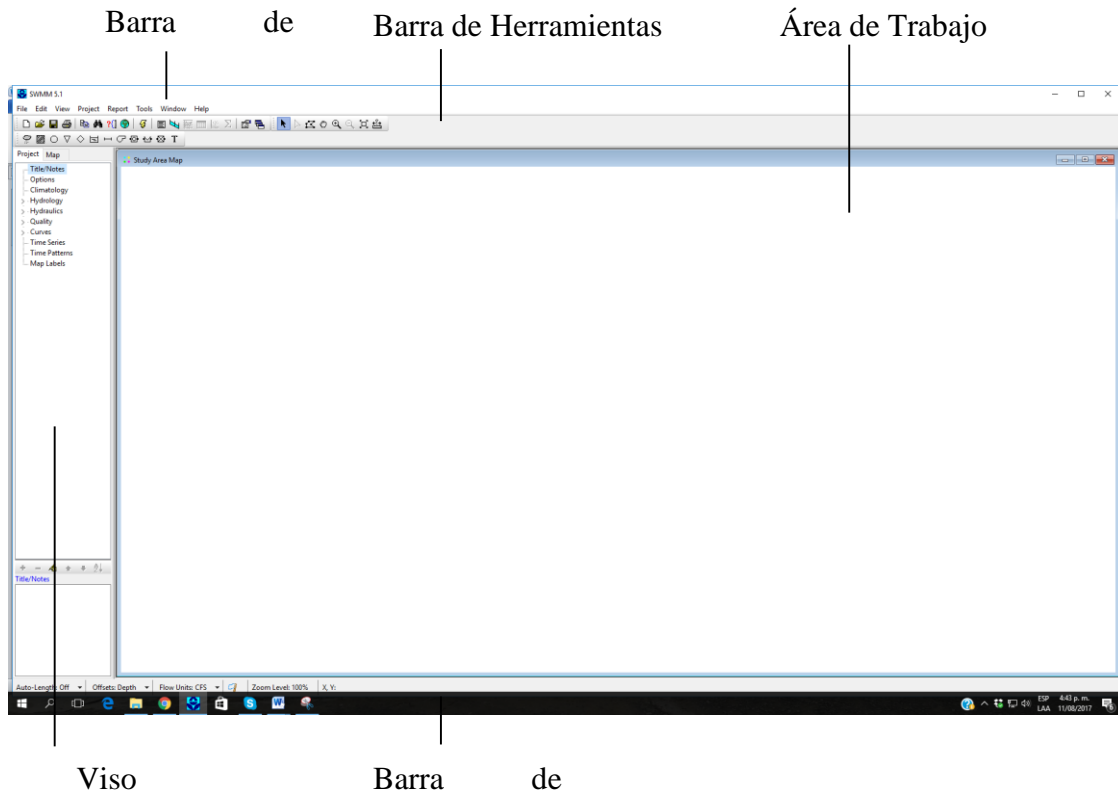 Barra de
Barra de Herramientas
Área de Trabajo
SWMM 5.1
File Edit View Project Report Tools Window Help
T
Project Map
Study Area Map
Title/Notes
Options
Climatology
Hydrology
Hydraulics
Quality
Curves
Time Series
Time Patterns
Map Labels
Title/Notes
Auto-Length: Off Offsets: Depth Flow Units: CFS Zoom Level: 100% X, Y:
ESP 4:43 p. m.
LAA 11/08/2017
Viso
Barra de